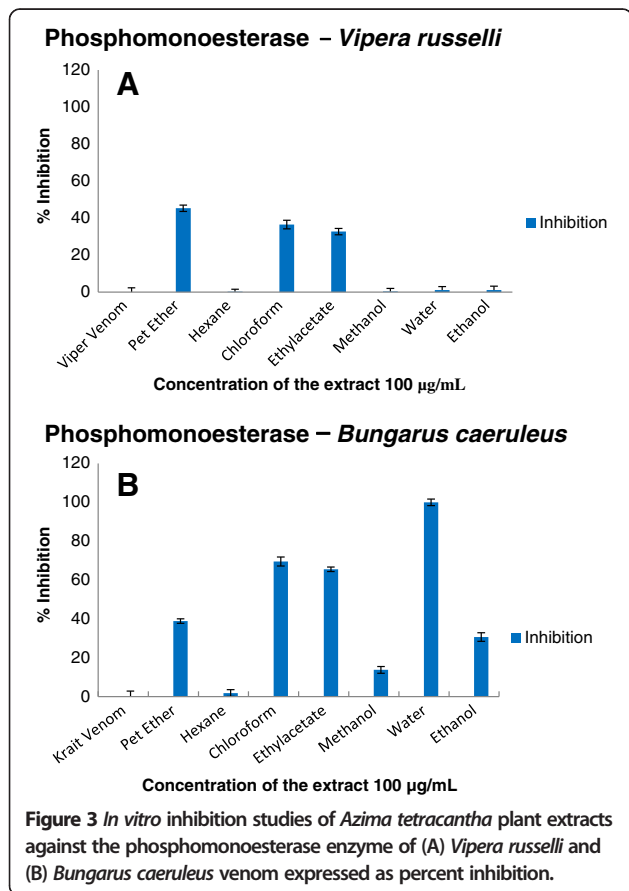 Phosphomonoesterase – Vipera russelli
A
120
100
80
60
40
20
0
% Inhibition
Viper Venom
Pet Ether
Hexane
Chloroform
Ethylacetate
Methanol
Water
Ethanol
Inhibition
Concentration of the extract 100 µg/mL
Phosphomonoesterase – Bungarus caeruleus
B
120
100
80
60
40
20
0
% Inhibition
Krait Venom
Pet Ether
Hexane
Chloroform
Ethylacetate
Methanol
Water
Ethanol
Inhibition
Concentration of the extract 100 µg/mL
Figure 3 In vitro inhibition studies of Azima tetracantha plant extracts
against the phosphomonoesterase enzyme of (A) Vipera russelli and
(B) Bungarus caeruleus venom expressed as percent inhibition.